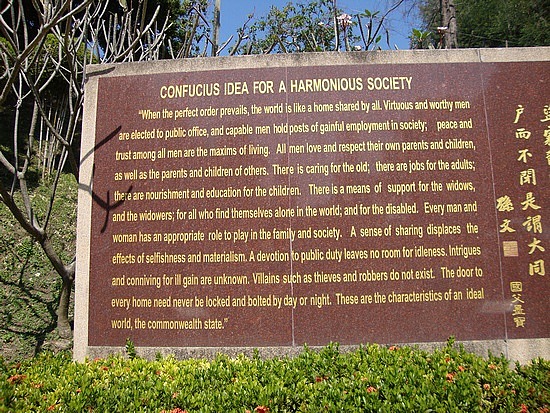 CONFUCIUS IDEA FOR A HARMONIOUS SOCIETY
"When the perfect order prevails, the world is like a home shared by all. Virtuous and worthy men
are elected to public office, and capable men hold posts of gainful employment in society; peace and
trust among all men are the maxims of living. All men love and respect their own parents and children,
as well as the parents and children of others. There is caring for the old; there are jobs for the adults;
there are nourishment and education for the children. There is a means of support for the widows,
and the widowers; for all who find themselves alone in the world; and for the disabled. Every man and
woman has an appropriate role to play in the family and society. A sense of sharing displaces the
effects of selfishness and materialism. A devotion to public duty leaves no room for idleness. Intrigues
and conniving for ill gain are unknown. Villains such as thieves and robbers do not exist. The door to
every home need never be locked and bolted by day or night. These are the characteristics of an ideal
world, the commonwealth state."
戶而不閉是謂大同
孫文
國父墨寶